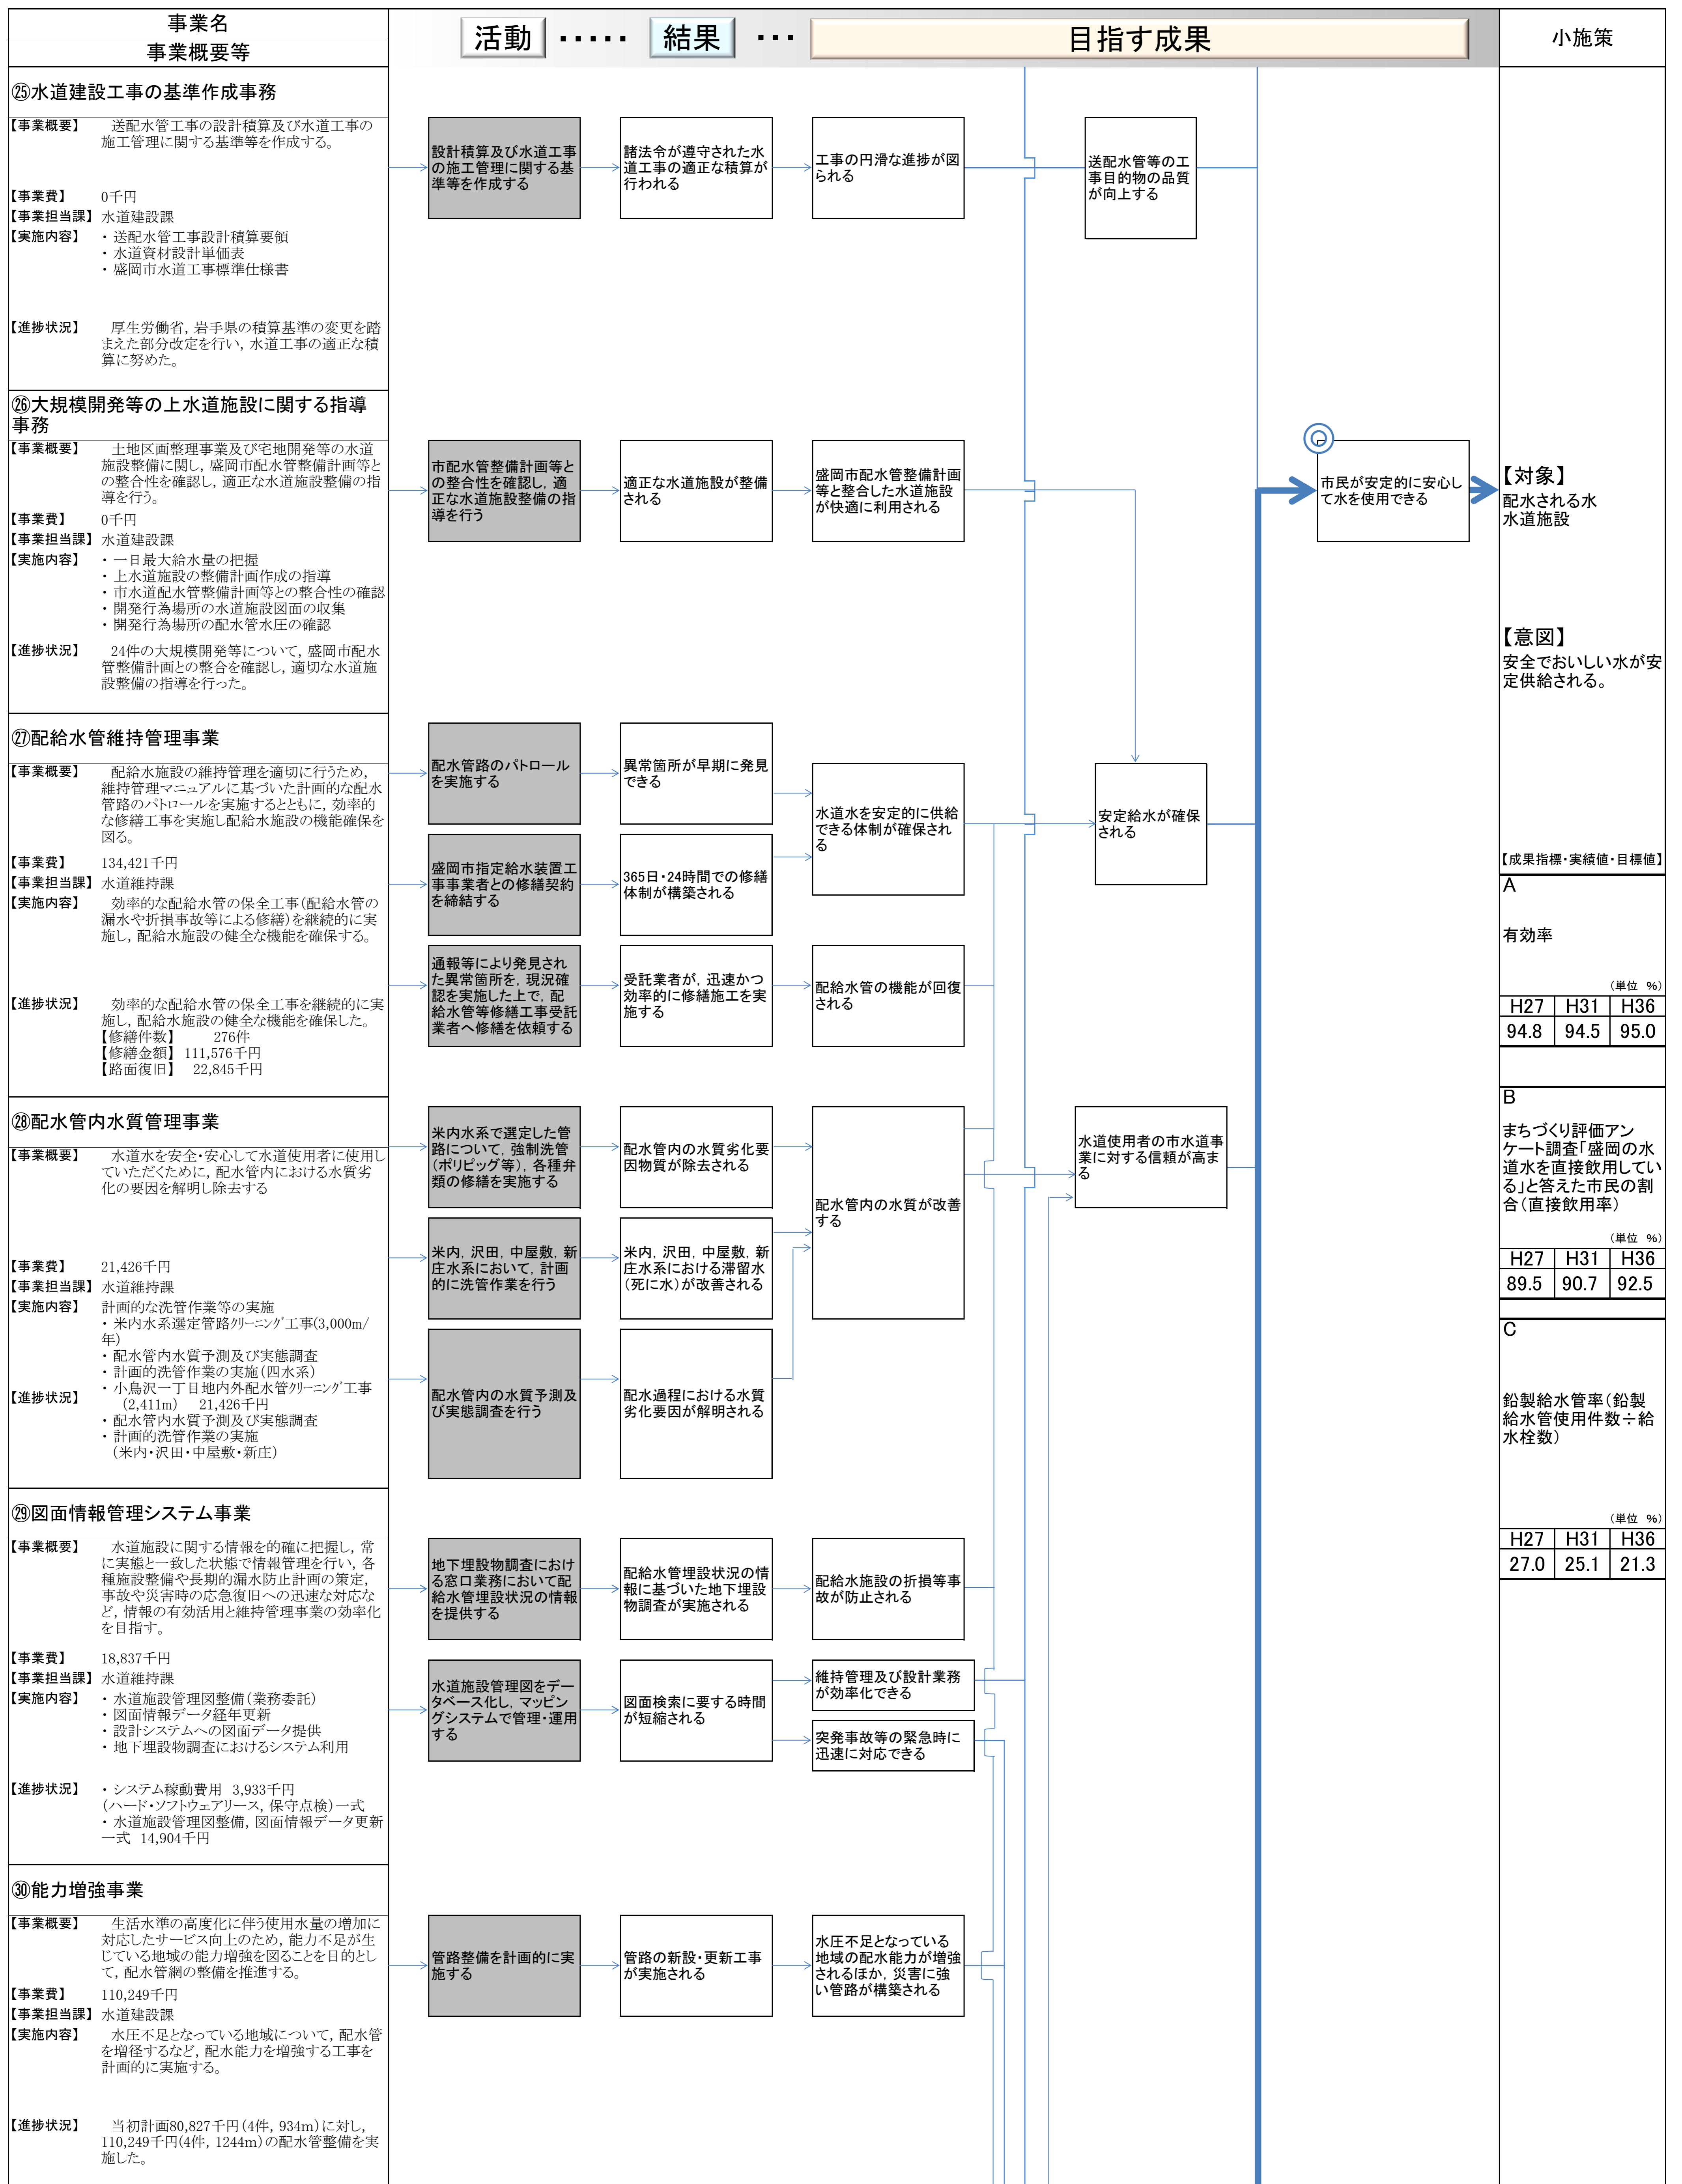 事業名
事業概要等
活動 ・・・・・ 結果 ・・・ 目指す成果
小施策
㉕水道建設工事の基準作成事務
【事業概要】 送配水管工事の設計積算及び水道工事の
施工管理に関する基準等を作成する。
【事業費】 0千円
【事業担当課】 水道建設課
【実施内容】 ・送配水管工事設計積算要領
・水道資材設計単価表
・盛岡市水道工事標準仕様書
【進捗状況】 厚生労働省，岩手県の積算基準の変更を踏
まえた部分改定を行い，水道工事の適正な積
算に努めた。
設計積算及び水道工事
の施工管理に関する基
準等を作成する
諸法令が遵守された水
道工事の適正な積算が
行われる
工事の円滑な進捗が図
られる
送配水管等の工
事目的物の品質
が向上する
㉖大規模開発等の上水道施設に関する指導
事務
【事業概要】 土地区画整理事業及び宅地開発等の水道
施設整備に関し，盛岡市配水管整備計画等と
の整合性を確認し，適正な水道施設整備の指
導を行う。
【事業費】 0千円
【事業担当課】 水道建設課
【実施内容】 ・一日最大給水量の把握
・上水道施設の整備計画作成の指導
・市水道配水管整備計画等との整合性の確認
・開発行為場所の水道施設図面の収集
・開発行為場所の配水管水圧の確認
【進捗状況】 24件の大規模開発等について，盛岡市配水
管整備計画との整合を確認し，適切な水道施
設整備の指導を行った。
市配水管整備計画等と
の整合性を確認し，適
正な水道施設整備の指
導を行う
適正な水道施設が整備
される
盛岡市配水管整備計画
等と整合した水道施設
が快適に利用される
市民が安定的に安心し
て水を使用できる
㉗配給水管維持管理事業
【事業概要】 配給水施設の維持管理を適切に行うため，
維持管理マニュアルに基づいた計画的な配水
管路のパトロールを実施するとともに，効率的
な修繕工事を実施し配給水施設の機能確保を
図る。
【事業費】 134,421千円
【事業担当課】 水道維持課
【実施内容】 効率的な配給水管の保全工事（配給水管の
漏水や折損事故等による修繕）を継続的に実
施し，配給水施設の健全な機能を確保する。
【進捗状況】 効率的な配給水管の保全工事を継続的に実
施し，配給水施設の健全な機能を確保した。
【修繕件数】 276件
【修繕金額】 111,576千円
【路面復旧】 22,845千円
配水管路のパトロール
を実施する
異常箇所が早期に発見
できる
盛岡市指定給水装置工
事事業者との修繕契約
を締結する
365日・24時間での修繕
体制が構築される
水道水を安定的に供給
できる体制が確保され
る
安定給水が確保
される
通報等により発見され
た異常箇所を，現況確
認を実施した上で，配
給水管等修繕工事受託
業者へ修繕を依頼する
受託業者が，迅速かつ
効率的に修繕施工を実
施する
配給水管の機能が回復
される
㉘配水管内水質管理事業
【事業概要】 水道水を安全・安心して水道使用者に使用し
ていただくために，配水管内における水質劣
化の要因を解明し除去する
【事業費】 21,426千円
【事業担当課】 水道維持課
【実施内容】 計画的な洗管作業等の実施
・米内水系選定管路ｸﾘｰﾆﾝｸﾞ工事(3,000m/
年)
・配水管内水質予測及び実態調査
・計画的洗管作業の実施（四水系）
【進捗状況】 ・小鳥沢一丁目地内外配水管ｸﾘｰﾆﾝｸﾞ工事
（2,411m） 21,426千円
・配水管内水質予測及び実態調査
・計画的洗管作業の実施
（米内・沢田・中屋敷・新庄）
米内水系で選定した管
路について，強制洗管
（ポリピッグ等），各種弁
類の修繕を実施する
配水管内の水質劣化要
因物質が除去される
米内，沢田，中屋敷，新
庄水系において，計画
的に洗管作業を行う
米内，沢田，中屋敷，新
庄水系における滞留水
（死に水）が改善される
配水管内の水質予測及
び実態調査を行う
配水過程における水質
劣化要因が解明される
配水管内の水質が改善
する
水道使用者の市水道事
業に対する信頼が高ま
る
㉙図面情報管理システム事業
【事業概要】 水道施設に関する情報を的確に把握し，常
に実態と一致した状態で情報管理を行い，各
種施設整備や長期的漏水防止計画の策定，
事故や災害時の応急復旧への迅速な対応な
ど，情報の有効活用と維持管理事業の効率化
を目指す。
【事業費】 18,837千円
【事業担当課】 水道維持課
【実施内容】 ・水道施設管理図整備（業務委託）
・図面情報データ経年更新
・設計システムへの図面データ提供
・地下埋設物調査におけるシステム利用
【進捗状況】 ・システム稼動費用 3,933千円
（ハード・ソフトウェアリース，保守点検）一式
・水道施設管理図整備，図面情報データ更新
一式 14,904千円
地下埋設物調査におけ
る窓口業務において配
給水管埋設状況の情報
を提供する
配給水管埋設状況の情
報に基づいた地下埋設
物調査が実施される
配給水施設の折損等事
故が防止される
水道施設管理図をデー
タベース化し，マッピン
グシステムで管理・運用
する
図面検索に要する時間
が短縮される
維持管理及び設計業務
が効率化できる
突発事故等の緊急時に
迅速に対応できる
㉚能力増強事業
【事業概要】 生活水準の高度化に伴う使用水量の増加に
対応したサービス向上のため，能力不足が生
じている地域の能力増強を図ることを目的とし
て，配水管網の整備を推進する。
【事業費】 110,249千円
【事業担当課】 水道建設課
【実施内容】 水圧不足となっている地域について，配水管
を増径するなど，配水能力を増強する工事を
計画的に実施する。
【進捗状況】 当初計画80,827千円（4件，934m）に対し，
110,249千円(4件，1244m）の配水管整備を実
施した。
管路整備を計画的に実
施する
管路の新設・更新工事
が実施される
水圧不足となっている
地域の配水能力が増強
されるほか，災害に強
い管路が構築される
【対象】
配水される水
水道施設
【意図】
安全でおいしい水が安
定供給される。
【成果指標・実績値・目標値】
A
有効率
（単位 %）
H27 H31 H36
94.8 94.5 95.0
B
まちづくり評価アン
ケート調査「盛岡の水
道水を直接飲用してい
る」と答えた市民の割
合（直接飲用率）
（単位 %）
H27 H31 H36
89.5 90.7 92.5
C
鉛製給水管率（鉛製
給水管使用件数÷給
水栓数）
（単位 %）
H27 H31 H36
27.0 25.1 21.3